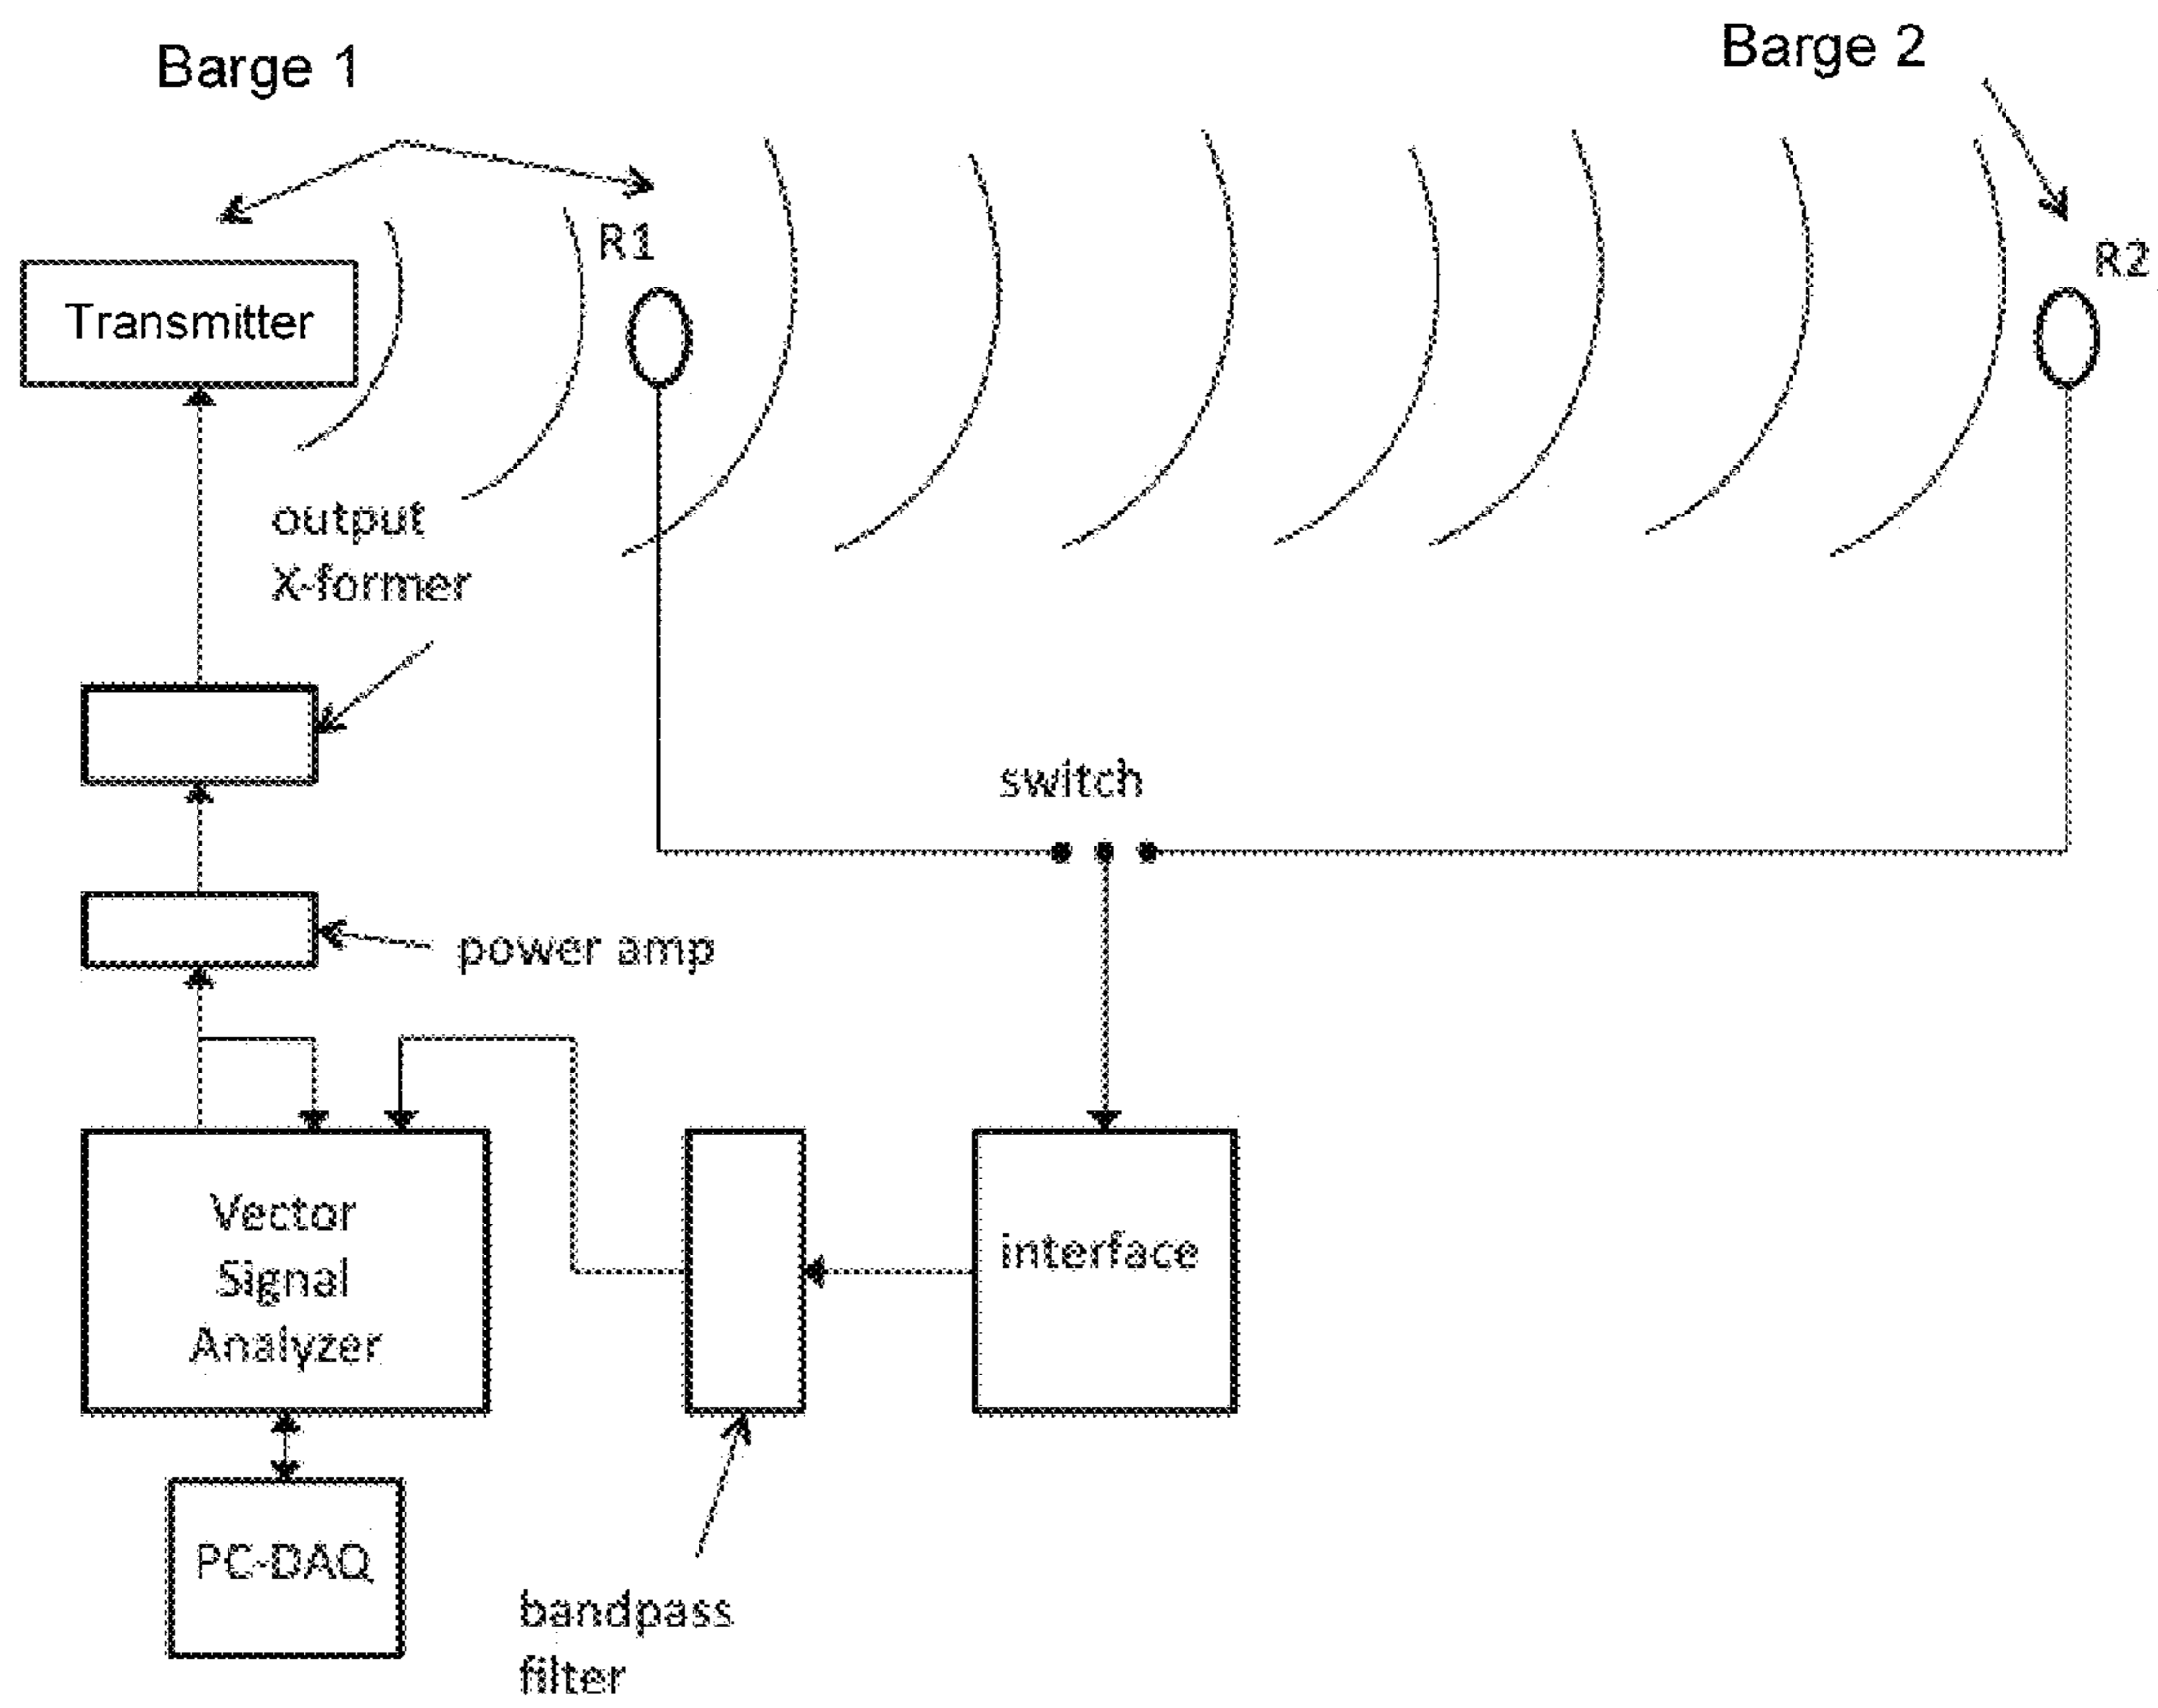 Barge 1
Barge 2
R1
R2
Transmitter
output
X-former
switch
power amp
Vector
Signal
Analyzer
interface
PC-DAQ
bandpass
filter